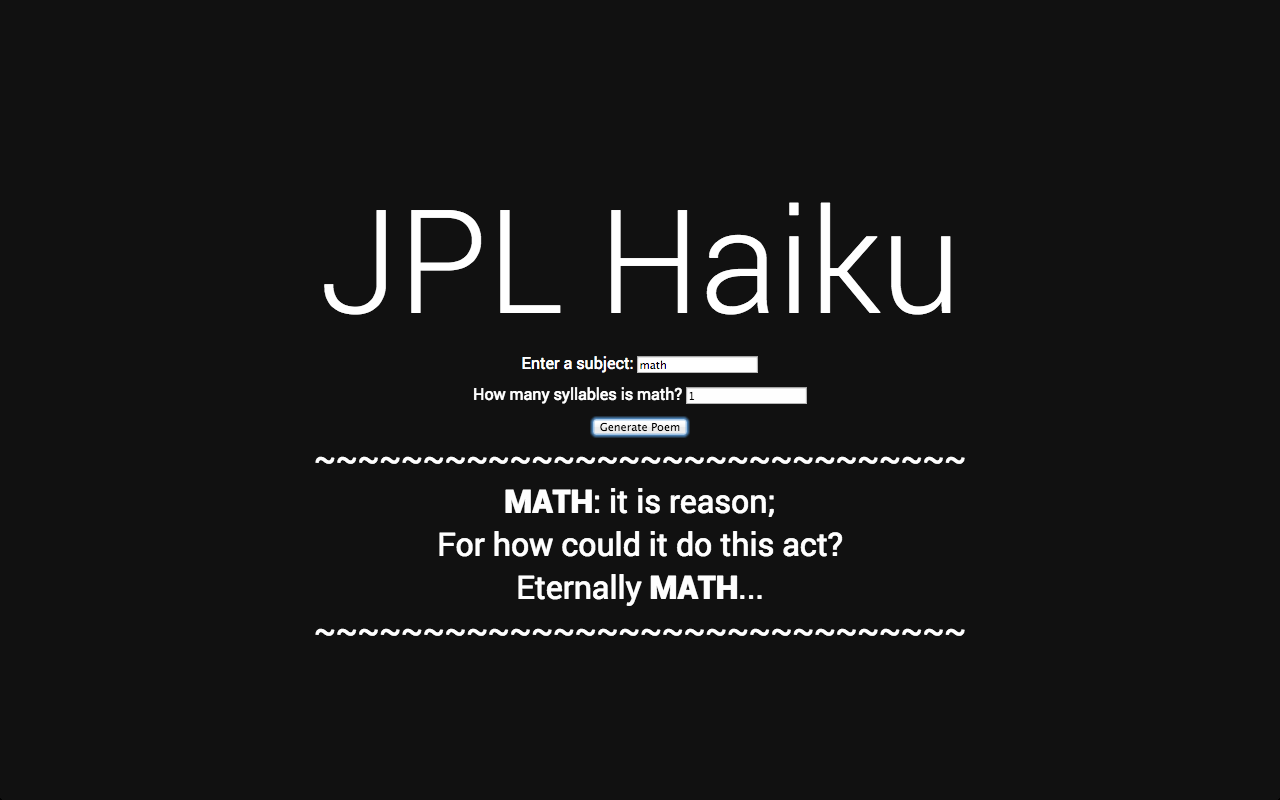 JPL Haiku
Enter a subject: math
How many syllables is math? 1
Generate Poem
~~~~~~~~~~~~~~~~~~~~~~~~~~~~~~
MATH: it is reason;
For how could it do this act?
Eternally MATH...
~~~~~~~~~~~~~~~~~~~~~~~~~~~~~~